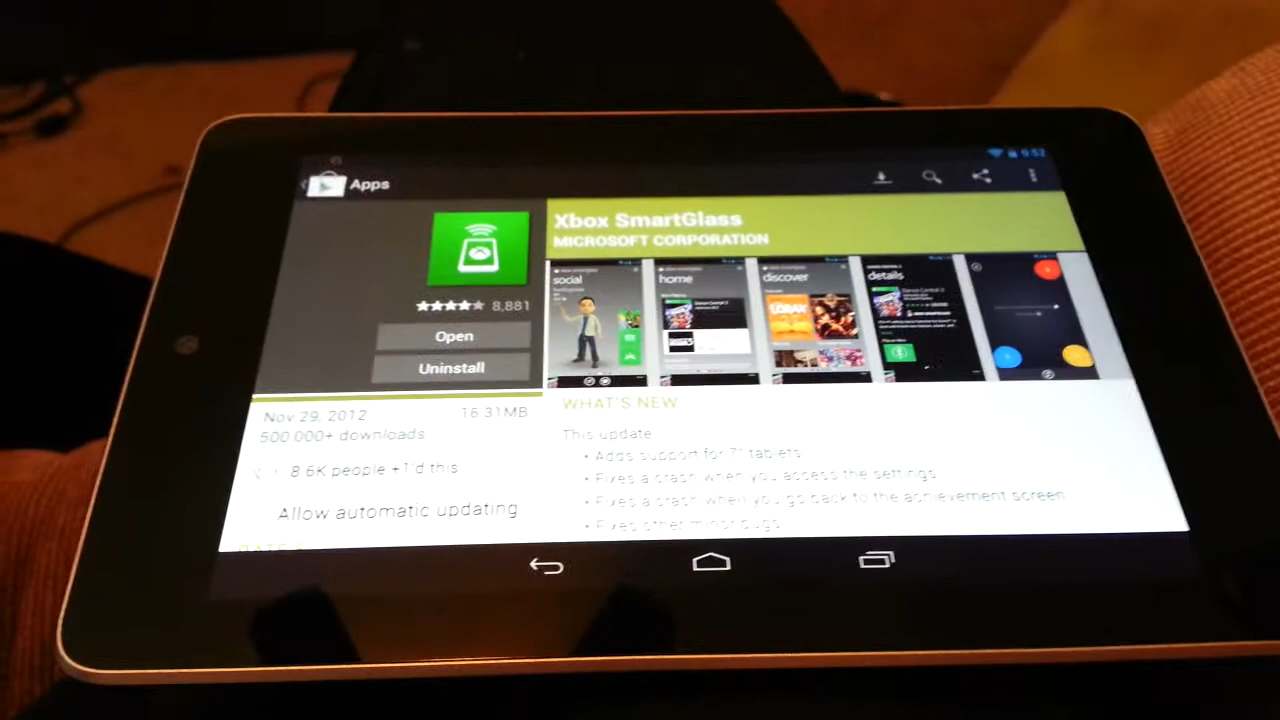 9:52
Apps
Xbox SmartGlass
MICROSOFT CORPORATION
social
home
discover
details
LORAX
8,881
Open
Uninstall
Nov 29, 2012
16.31MB
500,000+ downloads
8.6K people +1'd this
Allow automatic updating
WHAT'S NEW
This update
• Adds support for 7" tablets
• Fixes a crash when you access the settings
• Fixes a crash when you go back to the achievement screen
• Fixes other minor bugs